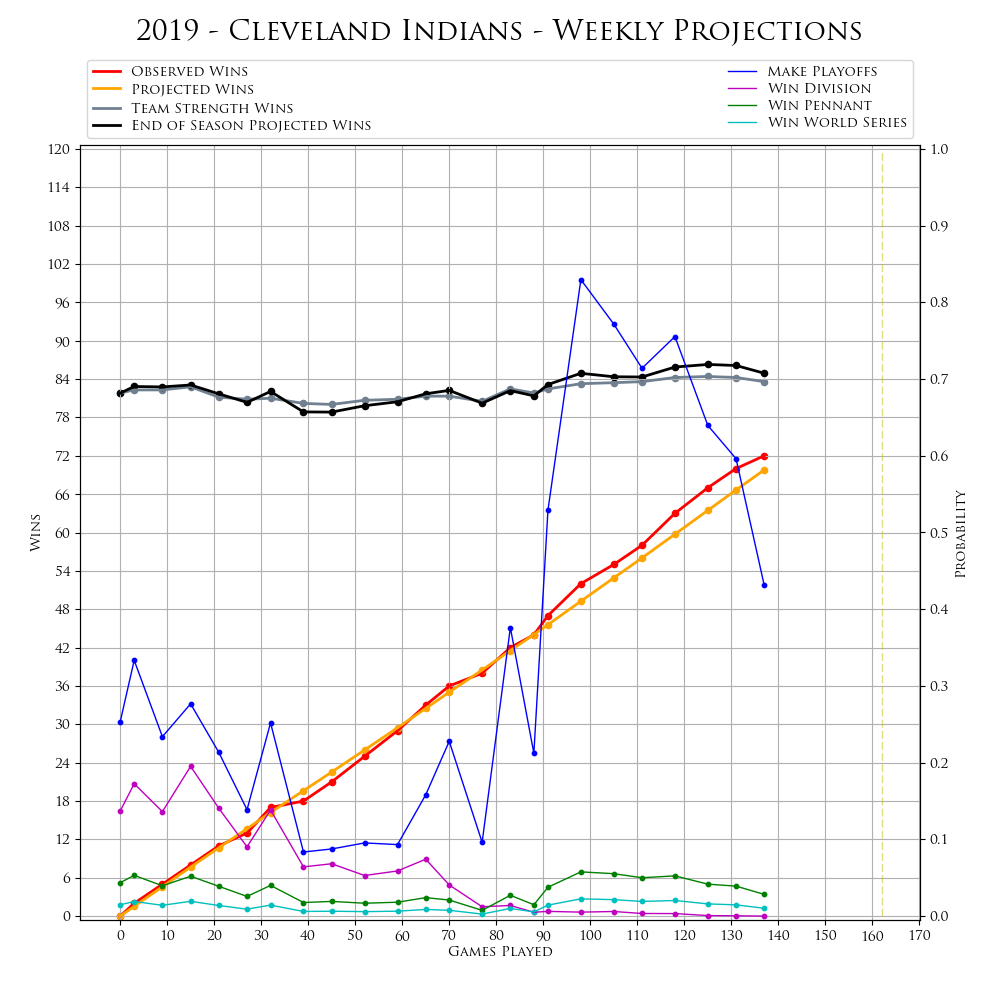 2019 - Cleveland Indians - Weekly Projections
Observed Wins
Projected Wins
Team Strength Wins
End of Season Projected Wins
Make Playoffs
Win Division
Win Pennant
Win World Series
120
114
108
102
96
90
84
78
72
66
60
54
48
42
36
30
24
18
12
6
0
Wins
1.0
0.9
0.8
0.7
0.6
0.5
0.4
0.3
0.2
0.1
0.0
Probability
0 10 20 30 40 50 60 70 80 90 100 110 120 130 140 150 160 170
Games Played